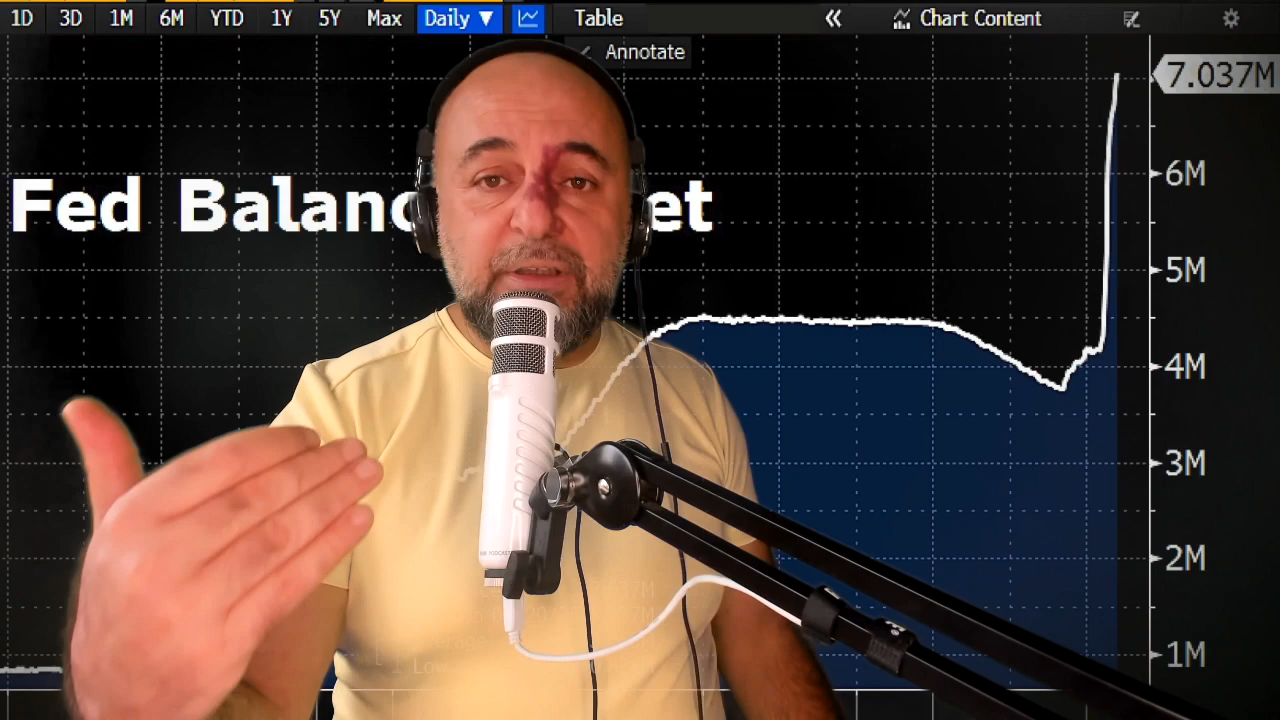 1D 3D 1M 6M YTD 1Y 5Y Max Daily ▼ Table « Chart Content
Annotate
7.037M
6M
Fed Balanc et
5M
4M
3M
2M
1M